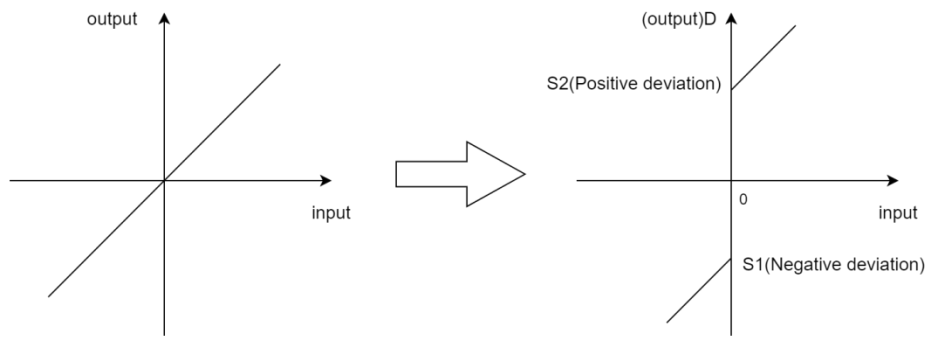 output
input
(output)D
S2(Positive deviation)
0
input
S1(Negative deviation)